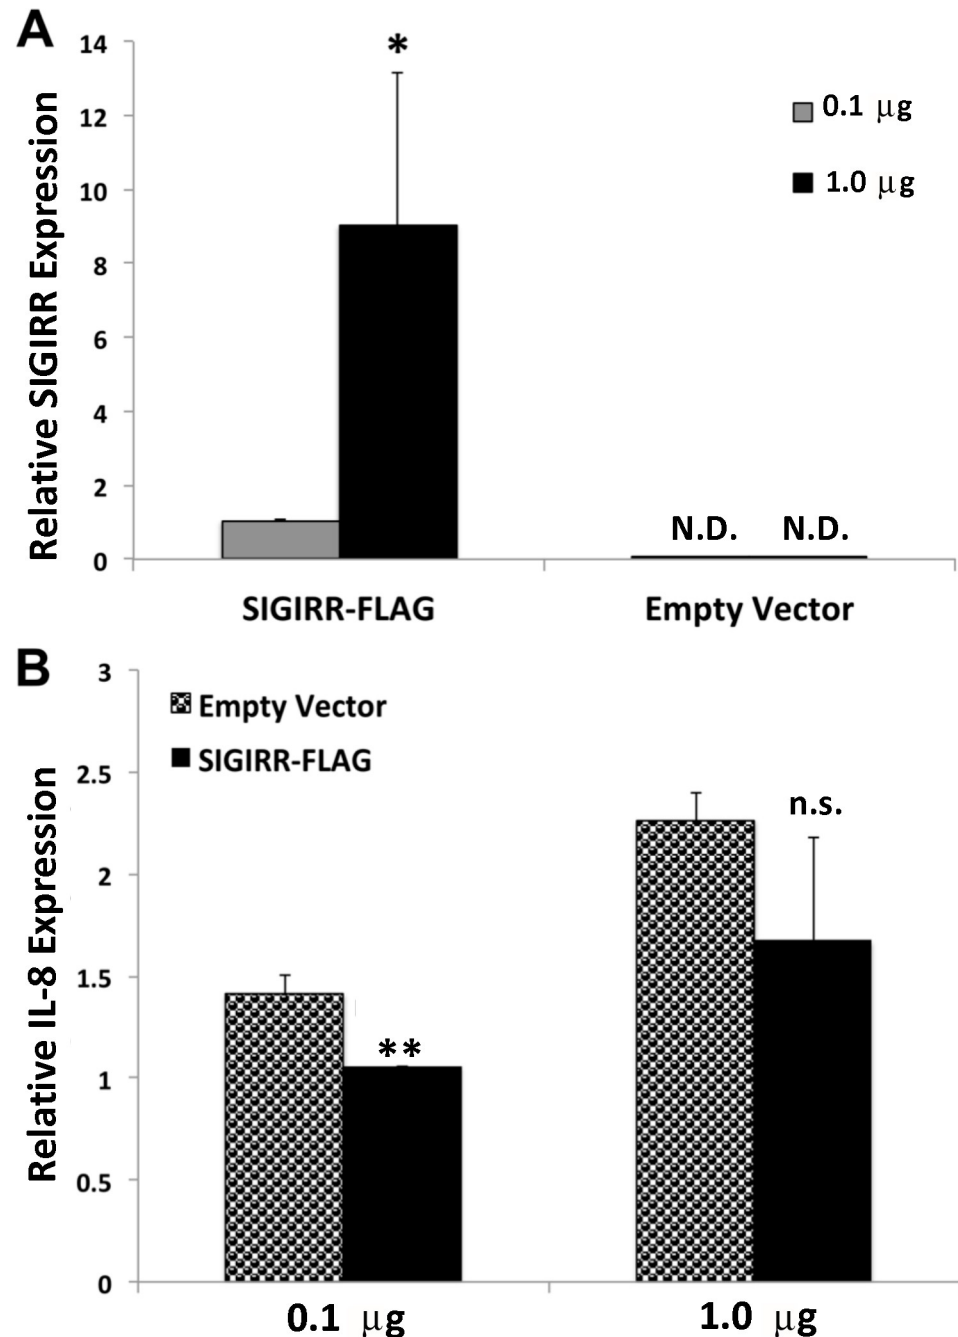 A
Relative SIGIRR Expression
14
12
10
8
6
4
2
0
*
0.1 μg
1.0 μg
N.D. N.D.
SIGIRR-FLAG Empty Vector
B
Relative IL-8 Expression
3
2.5
2
1.5
1
0.5
0
Empty Vector
SIGIRR-FLAG
**
n.s.
0.1 μg 1.0 μg